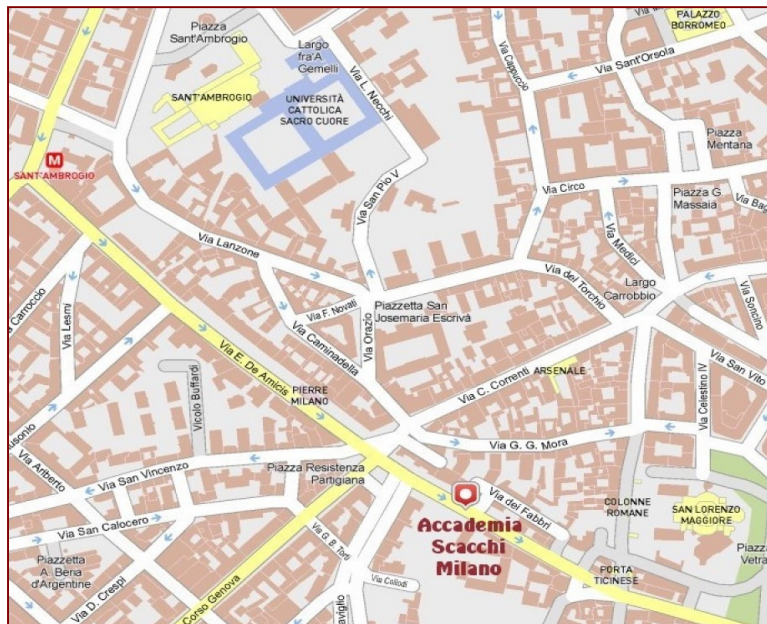 Piazza
Sant'Ambrogio
SANT'AMBROGIO
Largo
fra'A
Gemelli
UNIVERSITÀ
CATTOLICA
SACRO CUORE
Via L. Necchi
Via Cappuccio
PALAZZO
BORROMEO
Via Sant'Orsola
Piazza
Mentana
M
SANT'AMBROGIO
Via San Pio V
Via Circo
Piazza G.
Massaia
Via Lanzone
Via Medici
Via del Torchio
Largo
Carrobbio
Via Soncino
Via Lesmi
Via F. Novati
Piazzetta San
Josemaria Escrivà
Via Orazio
Via Caminadella
Via E. De Amicis
Vicolo Buffardi
PIERRE
MILANO
Via C. Correnti
ARSENALE
Via San Vito
Via Celestino IV
Via G. G. Mora
Via Ariberto
Via San Vincenzo
Piazza Resistenza
Partigiana
Via dei Fabbri
COLONNE
ROMANE
SAN LORENZO
MAGGIORE
Accademia
Scacchi
Milano
Via San Calocero
Via G. B. Torti
Piazzetta
A. Beria
d'Argentine
Via D. Crespi
Corso Genova
Via Collodi
PORTA
TICINESE
Piazza
Vetra